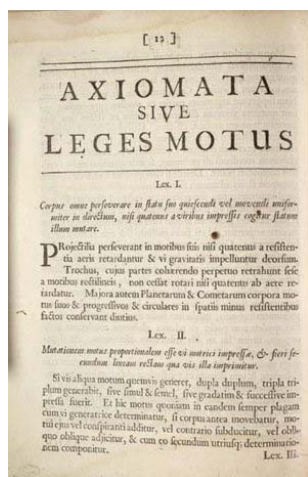 [ 12 ]
AXIOMATA
SIVE
LEGES MOTUS
Lex. I.
Corpus omne perseverare in statu suo quiescendi vel movendi unifor-
miter in directum, nisi quatenus a viribus impressis cogitur statum
illum mutare.
PRojectilia perseverant in motibus suis nisi quatenus a resisten-
tia aeris retardantur & vi gravitatis impelluntur deorsum.
Trochus, cujus partes cohærendo perpetuo retrahunt sese
a motibus rectilineis, non cessat rotari nisi quatenus ab aere re-
tardatur. Majora autem Planetarum & Cometarum corpora mo-
tus suos & progressivos & circulares in spatiis minus resistentibus
factos conservant diutius.
Lex. II.
Mutationem motus proportionalem esse vi motrici impressæ, & fieri se-
cundum lineam rectam qua vis illa imprimitur.
Si vis aliqua motum quemvis generet, dupla duplum, tripla tri-
plum generabit, sive simul & semel, sive gradatim & successive im-
pressa fuerit. Et hic motus quoniam in eandem semper plagam
cum vi generatrice determinatur, si corpus antea movebatur, mo-
tui ejus vel conspiranti additur, vel contrario subducitur, vel obli-
quo oblique adjicitur, & cum eo secundum utriusq; determinatio-
nem componitur.
Lex. III.